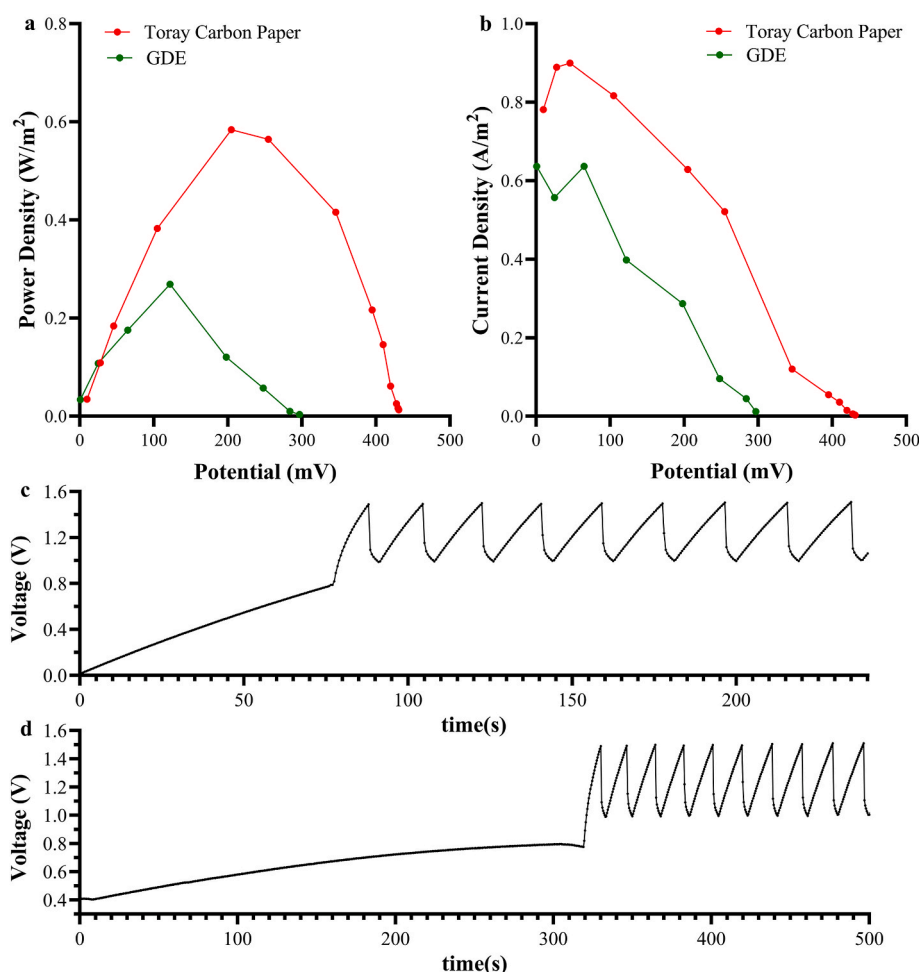 a
Toray Carbon Paper
GDE
Power Density (W/m²)
0.8
0.6
0.4
0.2
0.0
0 100 200 300 400 500
Potential (mV)
b
Toray Carbon Paper
GDE
Current Density (A/m²)
1.0
0.8
0.6
0.4
0.2
0.0
0 100 200 300 400 500
Potential (mV)
c
Voltage (V)
1.6
1.2
0.8
0.4
0.0
0 50 100 150 200
time(s)
d
Voltage (V)
1.6
1.4
1.2
1.0
0.8
0.6
0.4
0 100 200 300 400 500
time(s)